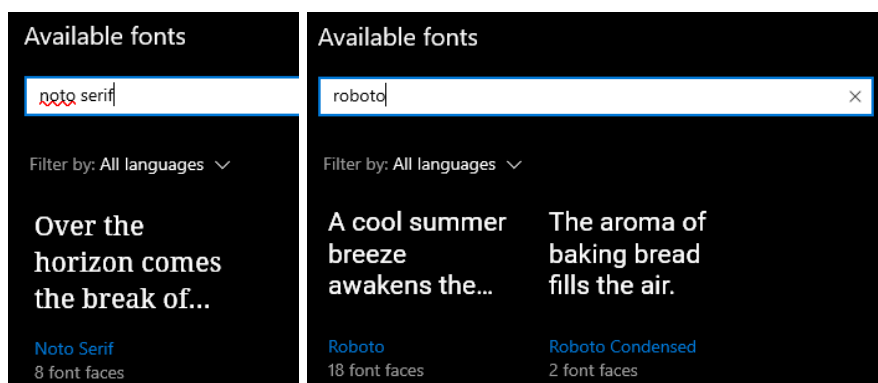 Available fonts
noto serif
Filter by: All languages
Over the
horizon comes
the break of...
Noto Serif
8 font faces
Available fonts
roboto
Filter by: All languages
A cool summer
breeze
awakens the...
Roboto
18 font faces
The aroma of
baking bread
fills the air.
Roboto Condensed
2 font faces